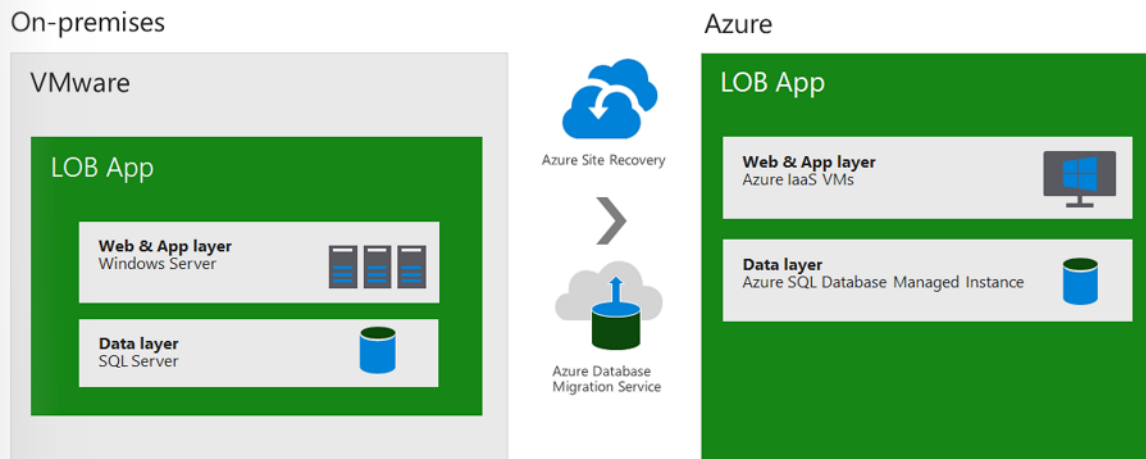 On-premises
VMware
LOB App
Web & App layer
Windows Server
Data layer
SQL Server
Azure Site Recovery
Azure Database
Migration Service
Azure
LOB App
Web & App layer
Azure IaaS VMs
Data layer
Azure SQL Database Managed Instance